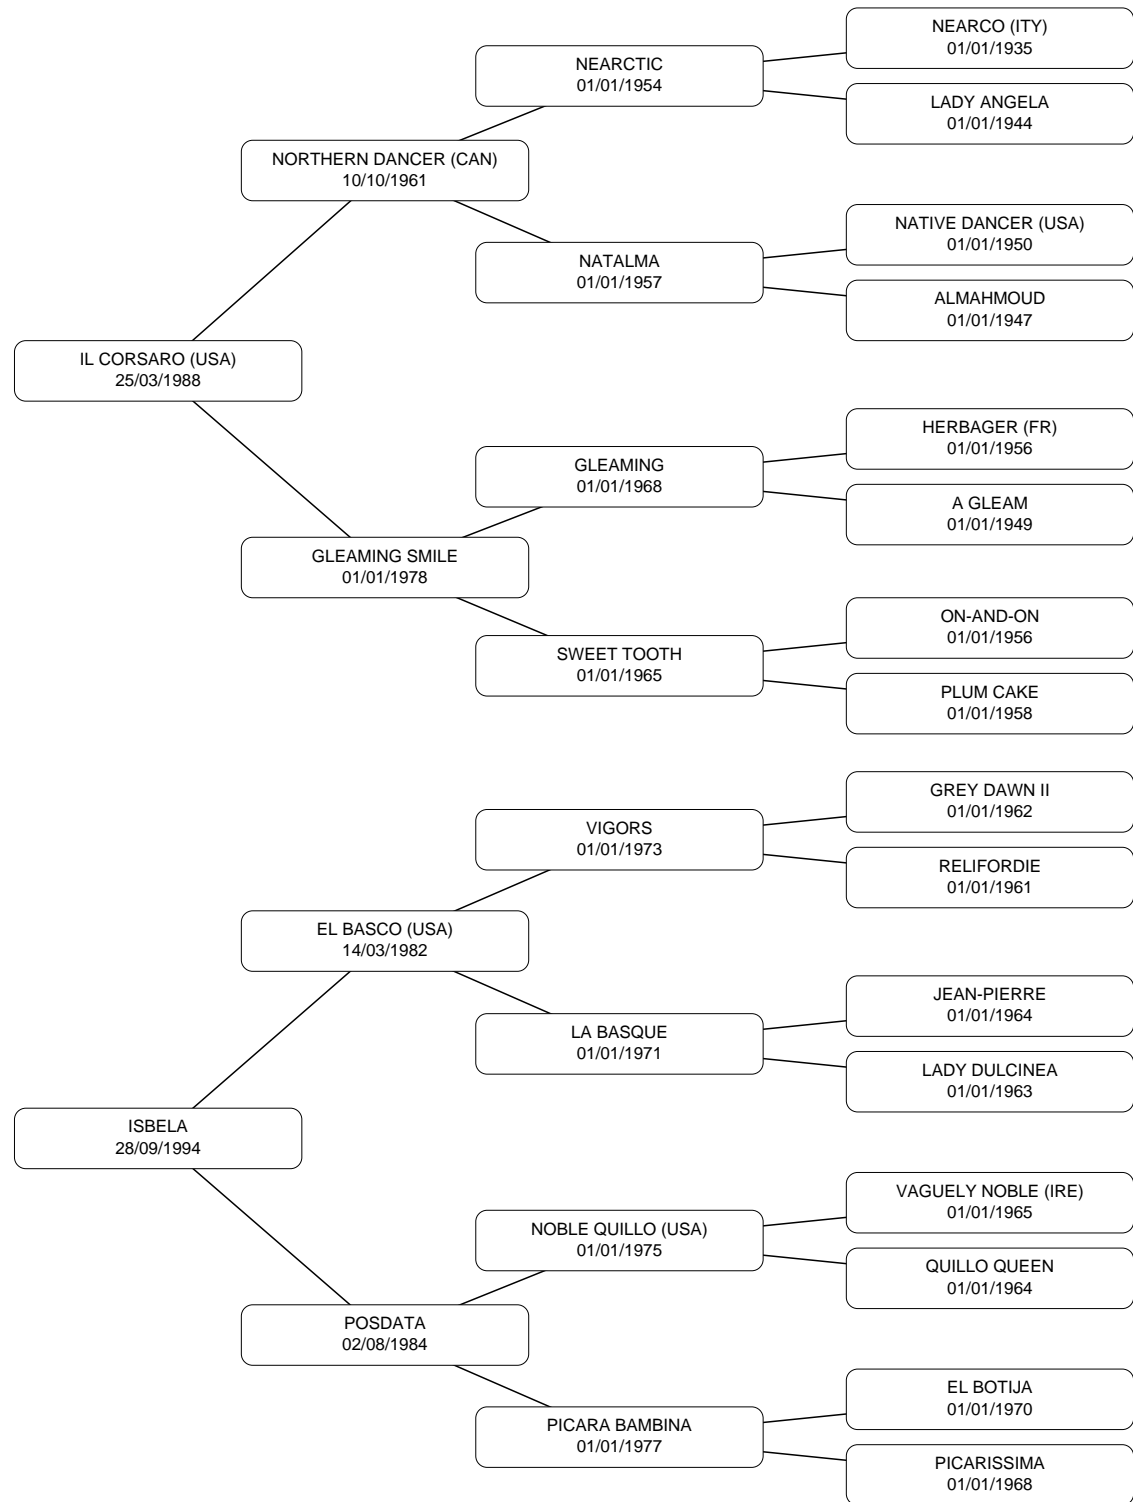 NEARCO (ITY)
01/01/1935
NEARCTIC
01/01/1954
LADY ANGELA
01/01/1944
NORTHERN DANCER (CAN)
10/10/1961
NATIVE DANCER (USA)
01/01/1950
NATALMA
01/01/1957
ALMAHMOUD
01/01/1947
IL CORSARO (USA)
25/03/1988
HERBAGER (FR)
01/01/1956
GLEAMING
01/01/1968
A GLEAM
01/01/1949
GLEAMING SMILE
01/01/1978
ON-AND-ON
01/01/1956
SWEET TOOTH
01/01/1965
PLUM CAKE
01/01/1958
GREY DAWN II
01/01/1962
VIGORS
01/01/1973
RELIFORDIE
01/01/1961
EL BASCO (USA)
14/03/1982
JEAN-PIERRE
01/01/1964
LA BASQUE
01/01/1971
LADY DULCINEA
01/01/1963
ISBELA
28/09/1994
VAGUELY NOBLE (IRE)
01/01/1965
NOBLE QUILLO (USA)
01/01/1975
QUILLO QUEEN
01/01/1964
POSDATA
02/08/1984
EL BOTIJA
01/01/1970
PICARA BAMBINA
01/01/1977
PICARISSIMA
01/01/1968